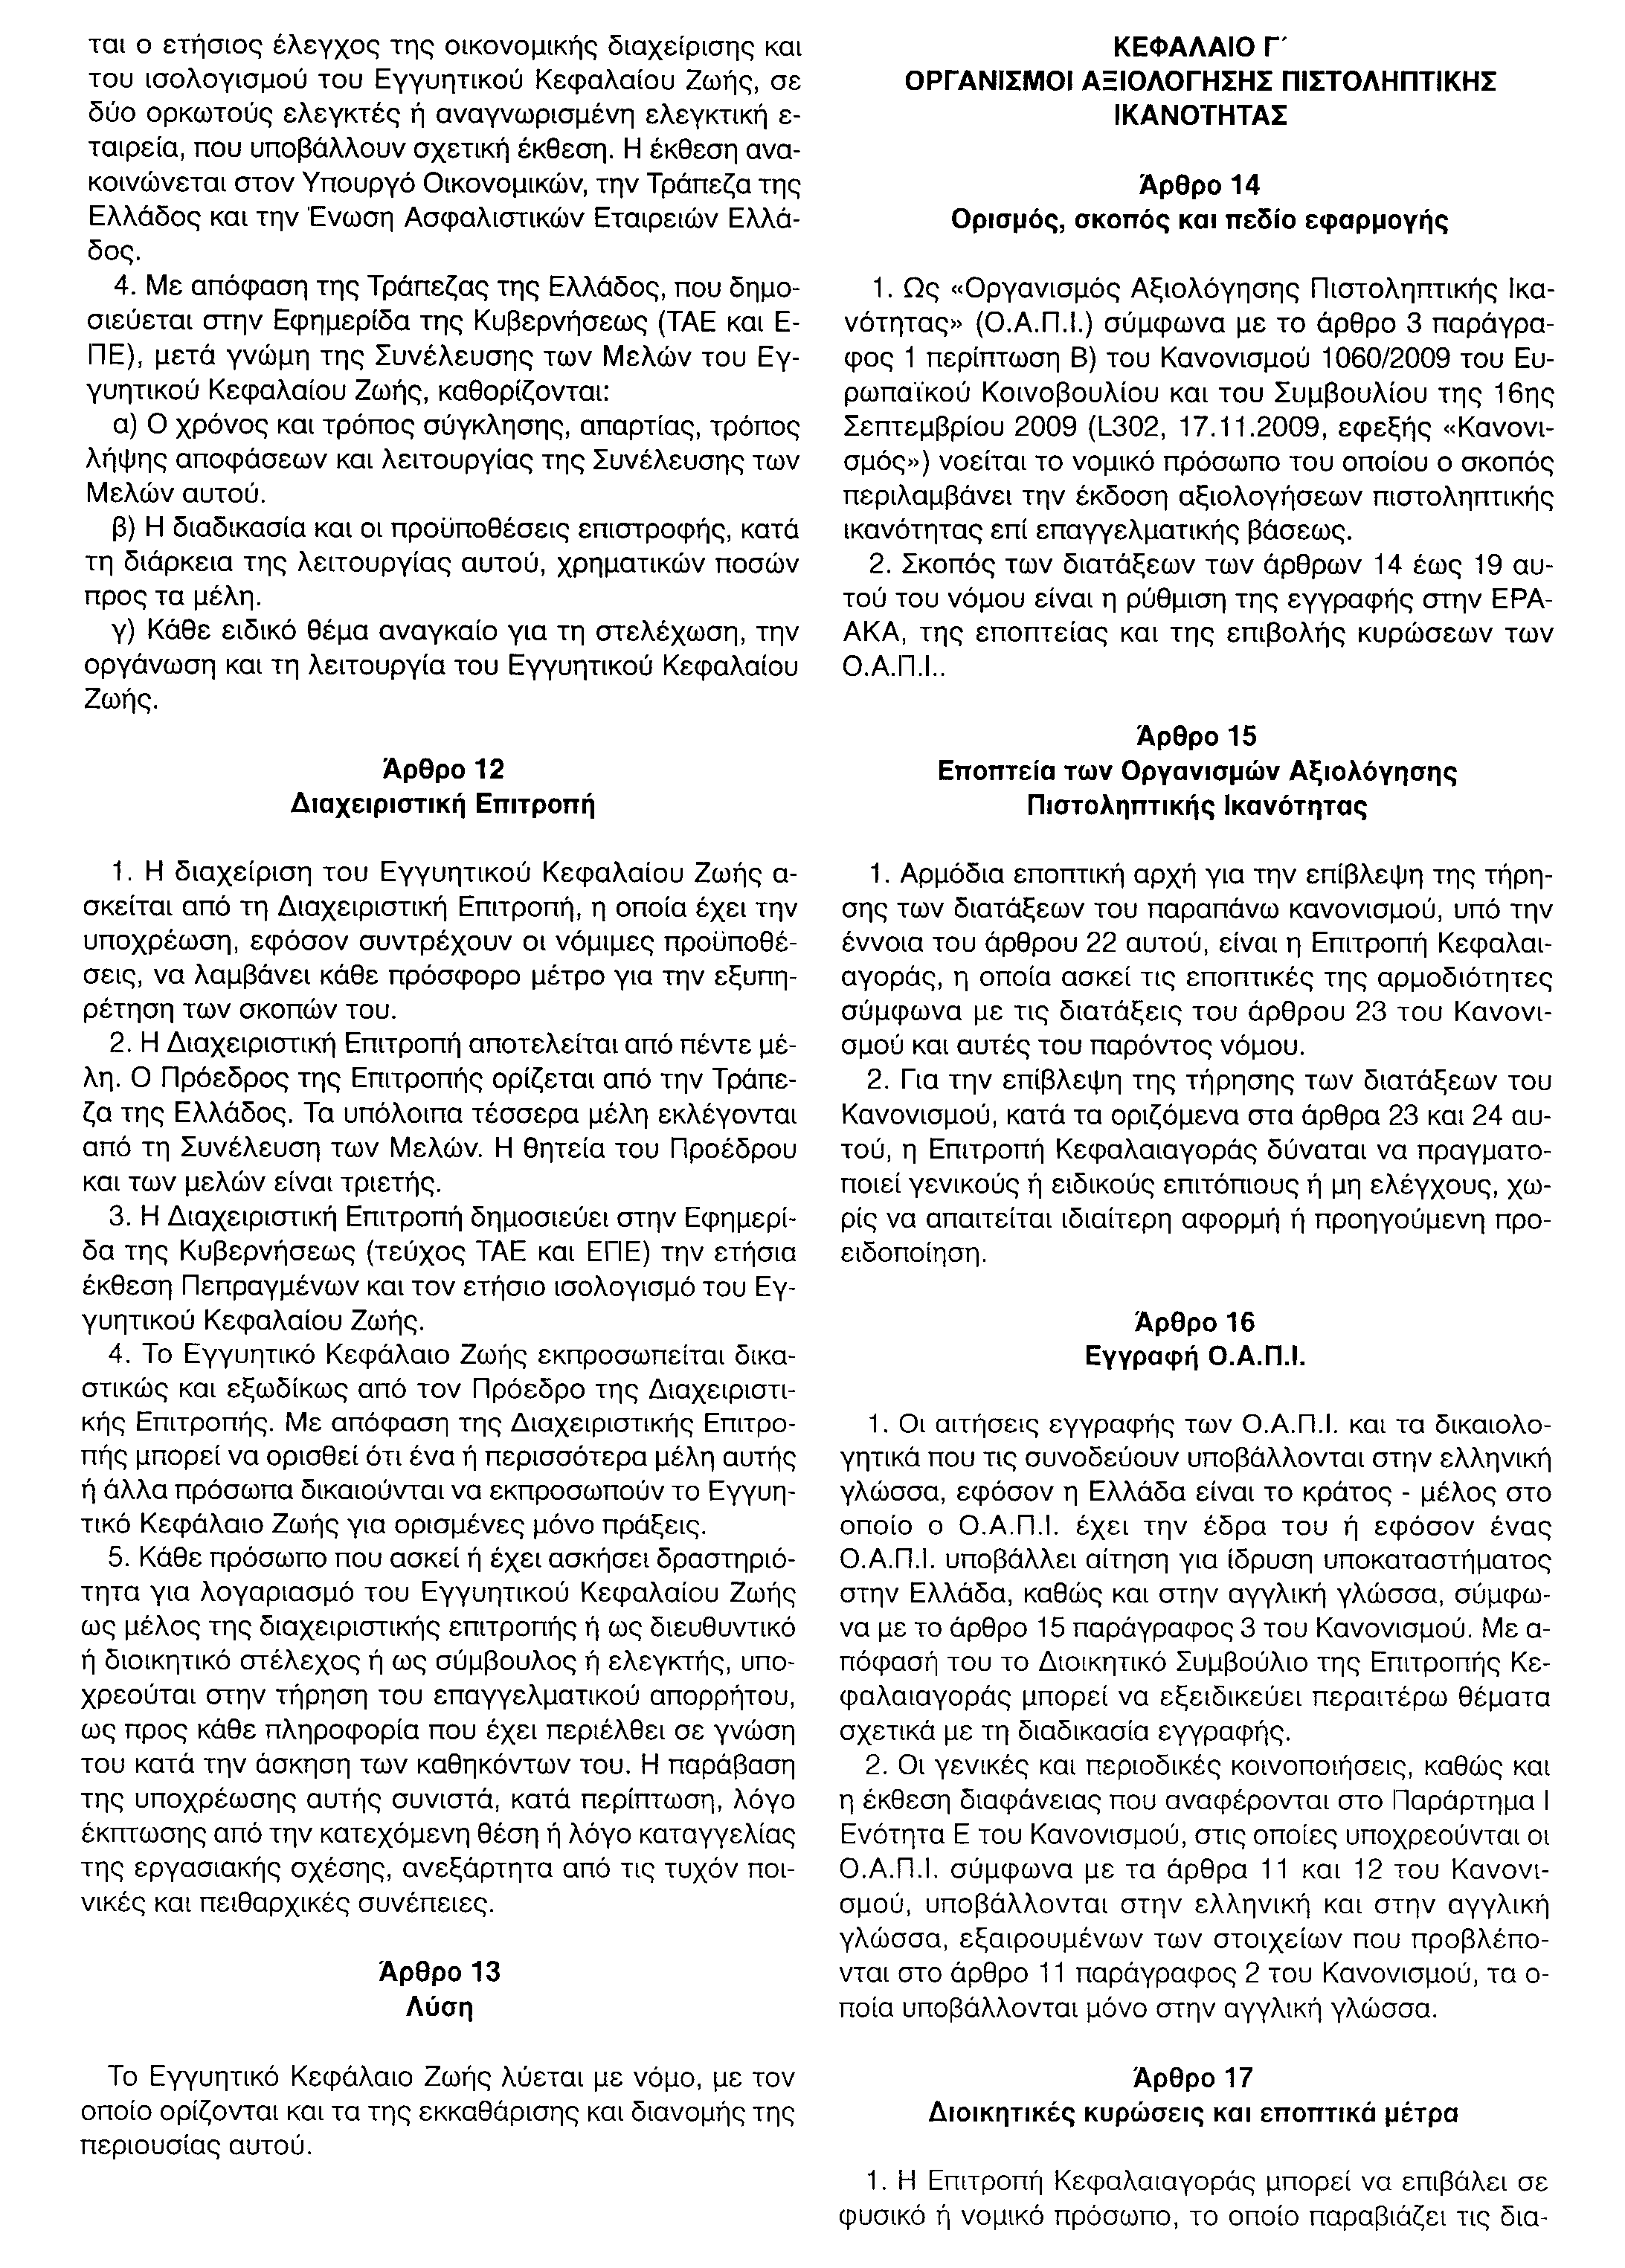 ται ο ετήσιος έλεγχος της οικονομικής διαχείρισης και
του ισολογισμού του Εγγυητικού Κεφαλαίου Ζωής, σε
δύο ορκωτούς ελεγκτές ή αναγνωρισμένη ελεγκτική ε-
ταιρεία, που υποβάλλουν σχετική έκθεση. Η έκθεση ανα-
κοινώνεται στον Υπουργό Οικονομικών, την Τράπεζα της
Ελλάδος και την Ένωση Ασφαλιστικών Εταιρειών Ελλά-
δος.
4. Με απόφαση της Τράπεζας της Ελλάδος, που δημο-
σιεύεται στην Εφημερίδα της Κυβερνήσεως (ΤΑΕ και Ε-
ΠΕ), μετά γνώμη της Συνέλευσης των Μελών του Εγ-
γυητικού Κεφαλαίου Ζωής, καθορίζονται:
α) Ο χρόνος και τρόπος σύγκλησης, απαρτίας, τρόπος
λήψης αποφάσεων και λειτουργίας της Συνέλευσης των
Μελών αυτού.
β) Η διαδικασία και οι προϋποθέσεις επιστροφής, κατά
τη διάρκεια της λειτουργίας αυτού, χρηματικών ποσών
προς τα μέλη.
γ) Κάθε ειδικό θέμα αναγκαίο για τη στελέχωση, την
οργάνωση και τη λειτουργία του Εγγυητικού Κεφαλαίου
Ζωής.
Άρθρο 12
Διαχειριστική Επιτροπή
1. Η διαχείριση του Εγγυητικού Κεφαλαίου Ζωής α-
σκείται από τη Διαχειριστική Επιτροπή, η οποία έχει την
υποχρέωση, εφόσον συντρέχουν οι νόμιμες προϋποθέ-
σεις, να λαμβάνει κάθε πρόσφορο μέτρο για την εξυπη-
ρέτηση των σκοπών του.
2. Η Διαχειριστική Επιτροπή αποτελείται από πέντε μέ-
λη. Ο Πρόεδρος της Επιτροπής ορίζεται από την Τράπε-
ζα της Ελλάδος. Τα υπόλοιπα τέσσερα μέλη εκλέγονται
από τη Συνέλευση των Μελών. Η θητεία του Προέδρου
και των μελών είναι τριετής.
3. Η Διαχειριστική Επιτροπή δημοσιεύει στην Εφημερί-
δα της Κυβερνήσεως (τεύχος ΤΑΕ και ΕΠΕ) την ετήσια
έκθεση Πεπραγμένων και τον ετήσιο ισολογισμό του Εγ-
γυητικού Κεφαλαίου Ζωής.
4. Το Εγγυητικό Κεφάλαιο Ζωής εκπροσωπείται δικα-
στικώς και εξωδίκως από τον Πρόεδρο της Διαχειριστι-
κής Επιτροπής. Με απόφαση της Διαχειριστικής Επιτρο-
πής μπορεί να ορισθεί ότι ένα ή περισσότερα μέλη αυτής
ή άλλα πρόσωπα δικαιούνται να εκπροσωπούν το Εγγυη-
τικό Κεφάλαιο Ζωής για ορισμένες μόνο πράξεις.
5. Κάθε πρόσωπο που ασκεί ή έχει ασκήσει δραστηριό-
τητα για λογαριασμό του Εγγυητικού Κεφαλαίου Ζωής
ως μέλος της διαχειριστικής επιτροπής ή ως διευθυντικό
ή διοικητικό στέλεχος ή ως σύμβουλος ή ελεγκτής, υπο-
χρεούται στην τήρηση του επαγγελματικού απορρήτου,
ως προς κάθε πληροφορία που έχει περιέλθει σε γνώση
του κατά την άσκηση των καθηκόντων του. Η παράβαση
της υποχρέωσης αυτής συνιστά, κατά περίπτωση, λόγο
έκπτωσης από την κατεχόμενη θέση ή λόγο καταγγελίας
της εργασιακής σχέσης, ανεξάρτητα από τις τυχόν ποι-
νικές και πειθαρχικές συνέπειες.
Άρθρο 13
Λύση
Το Εγγυητικό Κεφάλαιο Ζωής λύεται με νόμο, με τον
οποίο ορίζονται και τα της εκκαθάρισης και διανομής της
περιουσίας αυτού.
ΚΕΦΑΛΑΙΟ Γ΄
ΟΡΓΑΝΙΣΜΟΙ ΑΞΙΟΛΟΓΗΣΗΣ ΠΙΣΤΟΛΗΠΤΙΚΗΣ
ΙΚΑΝΟΤΗΤΑΣ
Άρθρο 14
Ορισμός, σκοπός και πεδίο εφαρμογής
1. Ως «Οργανισμός Αξιολόγησης Πιστοληπτικής Ικα-
νότητας» (Ο.Α.Π.Ι.) σύμφωνα με το άρθρο 3 παράγρα-
φος 1 περίπτωση Β) του Κανονισμού 1060/2009 του Ευ-
ρωπαϊκού Κοινοβουλίου και του Συμβουλίου της 16ης
Σεπτεμβρίου 2009 (L302, 17.11.2009, εφεξής «Κανονι-
σμός») νοείται το νομικό πρόσωπο του οποίου ο σκοπός
περιλαμβάνει την έκδοση αξιολογήσεων πιστοληπτικής
ικανότητας επί επαγγελματικής βάσεως.
2. Σκοπός των διατάξεων των άρθρων 14 έως 19 αυ-
τού του νόμου είναι η ρύθμιση της εγγραφής στην ΕΡΑ-
ΑΚΑ, της εποπτείας και της επιβολής κυρώσεων των
Ο.Α.Π.Ι..
Άρθρο 15
Εποπτεία των Οργανισμών Αξιολόγησης
Πιστοληπτικής Ικανότητας
1. Αρμόδια εποπτική αρχή για την επίβλεψη της τήρη-
σης των διατάξεων του παραπάνω κανονισμού, υπό την
έννοια του άρθρου 22 αυτού, είναι η Επιτροπή Κεφαλαι-
αγοράς, η οποία ασκεί τις εποπτικές της αρμοδιότητες
σύμφωνα με τις διατάξεις του άρθρου 23 του Κανονι-
σμού και αυτές του παρόντος νόμου.
2. Για την επίβλεψη της τήρησης των διατάξεων του
Κανονισμού, κατά τα οριζόμενα στα άρθρα 23 και 24 αυ-
τού, η Επιτροπή Κεφαλαιαγοράς δύναται να πραγματο-
ποιεί γενικούς ή ειδικούς επιτόπιους ή μη ελέγχους, χω-
ρίς να απαιτείται ιδιαίτερη αφορμή ή προηγούμενη προ-
ειδοποίηση.
Άρθρο 16
Εγγραφή Ο.Α.Π.Ι.
1. Οι αιτήσεις εγγραφής των Ο.Α.Π.Ι. και τα δικαιολο-
γητικά που τις συνοδεύουν υποβάλλονται στην ελληνική
γλώσσα, εφόσον η Ελλάδα είναι το κράτος - μέλος στο
οποίο ο Ο.Α.Π.Ι. έχει την έδρα του ή εφόσον ένας
Ο.Α.Π.Ι. υποβάλλει αίτηση για ίδρυση υποκαταστήματος
στην Ελλάδα, καθώς και στην αγγλική γλώσσα, σύμφω-
να με το άρθρο 15 παράγραφος 3 του Κανονισμού. Με α-
πόφασή του το Διοικητικό Συμβούλιο της Επιτροπής Κε-
φαλαιαγοράς μπορεί να εξειδικεύει περαιτέρω θέματα
σχετικά με τη διαδικασία εγγραφής.
2. Οι γενικές και περιοδικές κοινοποιήσεις, καθώς και
η έκθεση διαφάνειας που αναφέρονται στο Παράρτημα Ι
Ενότητα Ε του Κανονισμού, στις οποίες υποχρεούνται οι
Ο.Α.Π.Ι. σύμφωνα με τα άρθρα 11 και 12 του Κανονι-
σμού, υποβάλλονται στην ελληνική και στην αγγλική
γλώσσα, εξαιρουμένων των στοιχείων που προβλέπο-
νται στο άρθρο 11 παράγραφος 2 του Κανονισμού, τα ο-
ποία υποβάλλονται μόνο στην αγγλική γλώσσα.
Άρθρο 17
Διοικητικές κυρώσεις και εποπτικά μέτρα
1. Η Επιτροπή Κεφαλαιαγοράς μπορεί να επιβάλει σε
φυσικό ή νομικό πρόσωπο, το οποίο παραβιάζει τις δια-